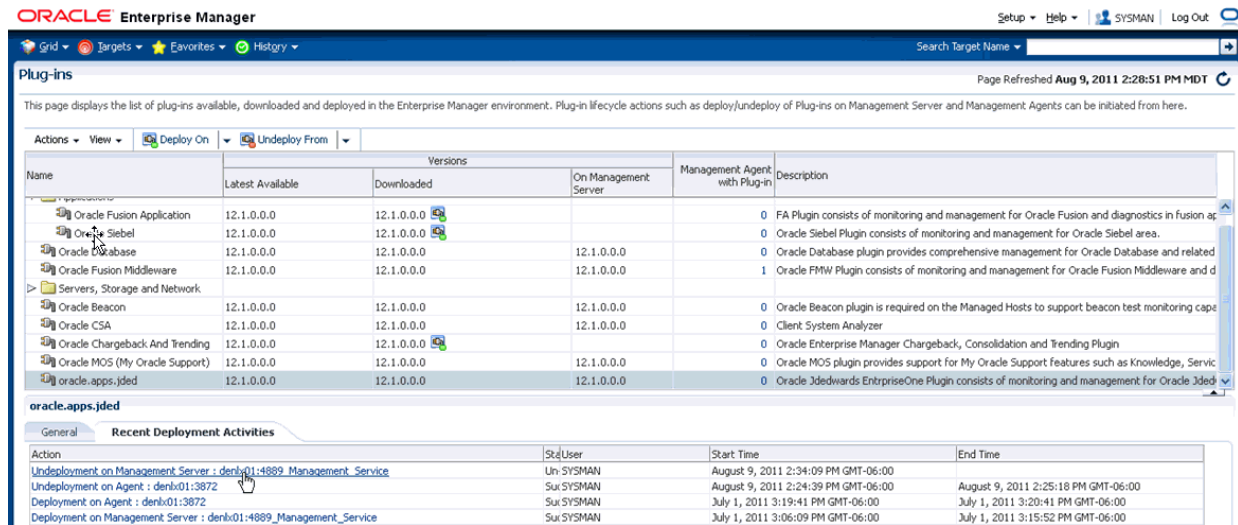 ORACLE Enterprise Manager
Setup Help SYSMAN Log Out
Grid Targets Favorites History Search Target Name
Plug-ins
Page Refreshed Aug 9, 2011 2:28:51 PM MDT
This page displays the list of plug-ins available, downloaded and deployed in the Enterprise Manager environment. Plug-in lifecycle actions such as deploy/undeploy of Plug-ins on Management Server and Management Agents can be initiated from here.
Actions View Deploy On Undeploy From
Name Versions Management Agent with Plug-in Description
Latest Available Downloaded On Management Server
Applications
Oracle Fusion Application 12.1.0.0.0 12.1.0.0.0 0 FA Plugin consists of monitoring and management for Oracle Fusion and diagnostics in fusion ap
Oracle Siebel 12.1.0.0.0 12.1.0.0.0 0 Oracle Siebel Plugin consists of monitoring and management for Oracle Siebel area.
Oracle Database 12.1.0.0.0 12.1.0.0.0 12.1.0.0.0 0 Oracle Database plugin provides comprehensive management for Oracle Database and related
Oracle Fusion Middleware 12.1.0.0.0 12.1.0.0.0 12.1.0.0.0 1 Oracle FMW Plugin consists of monitoring and management for Oracle Fusion Middleware and d
Servers, Storage and Network
Oracle Beacon 12.1.0.0.0 12.1.0.0.0 12.1.0.0.0 0 Oracle Beacon plugin is required on the Managed Hosts to support beacon test monitoring capa
Oracle CSA 12.1.0.0.0 12.1.0.0.0 12.1.0.0.0 0 Client System Analyzer
Oracle Chargeback And Trending 12.1.0.0.0 12.1.0.0.0 0 Oracle Enterprise Manager Chargeback, Consolidation and Trending Plugin
Oracle MOS (My Oracle Support) 12.1.0.0.0 12.1.0.0.0 12.1.0.0.0 0 Oracle MOS plugin provides support for My Oracle Support features such as Knowledge, Servic
oracle.apps.jded 12.1.0.0.0 12.1.0.0.0 12.1.0.0.0 0 Oracle Jdedwards EntrpriseOne Plugin consists of monitoring and management for Oracle Jded
oracle.apps.jded
General Recent Deployment Activities
Action Sta User Start Time End Time
Undeployment on Management Server : denlx01:4889_Management_Service Un SYSMAN August 9, 2011 2:34:09 PM GMT-06:00
Undeployment on Agent : denlx01:3872 Suc SYSMAN August 9, 2011 2:24:39 PM GMT-06:00 August 9, 2011 2:25:18 PM GMT-06:00
Deployment on Agent : denlx01:3872 Suc SYSMAN July 1, 2011 3:19:41 PM GMT-06:00 July 1, 2011 3:20:41 PM GMT-06:00
Deployment on Management Server : denlx01:4889_Management_Service Suc SYSMAN July 1, 2011 3:06:09 PM GMT-06:00 July 1, 2011 3:15:52 PM GMT-06:00